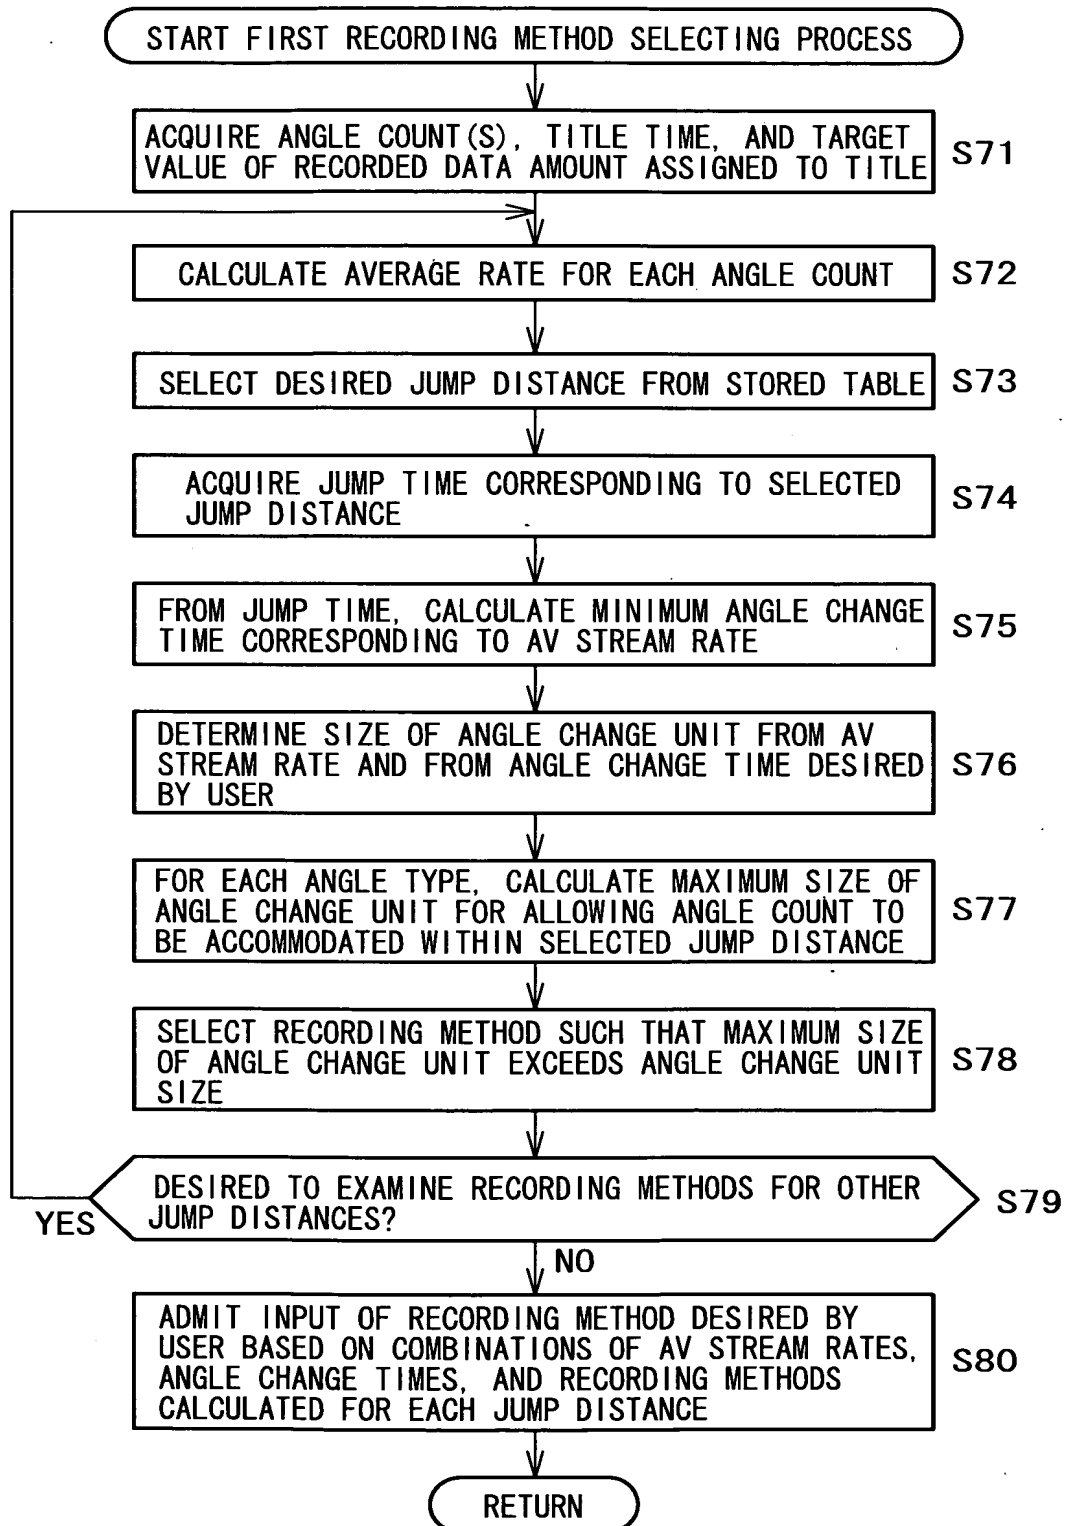 START FIRST RECORDING METHOD SELECTING PROCESS
ACQUIRE ANGLE COUNT(S), TITLE TIME, AND TARGET
VALUE OF RECORDED DATA AMOUNT ASSIGNED TO TITLE
S71
CALCULATE AVERAGE RATE FOR EACH ANGLE COUNT
S72
SELECT DESIRED JUMP DISTANCE FROM STORED TABLE
S73
ACQUIRE JUMP TIME CORRESPONDING TO SELECTED
JUMP DISTANCE
S74
FROM JUMP TIME, CALCULATE MINIMUM ANGLE CHANGE
TIME CORRESPONDING TO AV STREAM RATE
S75
DETERMINE SIZE OF ANGLE CHANGE UNIT FROM AV
STREAM RATE AND FROM ANGLE CHANGE TIME DESIRED
BY USER
S76
FOR EACH ANGLE TYPE, CALCULATE MAXIMUM SIZE OF
ANGLE CHANGE UNIT FOR ALLOWING ANGLE COUNT TO
BE ACCOMMODATED WITHIN SELECTED JUMP DISTANCE
S77
SELECT RECORDING METHOD SUCH THAT MAXIMUM SIZE
OF ANGLE CHANGE UNIT EXCEEDS ANGLE CHANGE UNIT
SIZE
S78
DESIRED TO EXAMINE RECORDING METHODS FOR OTHER
JUMP DISTANCES?
S79
YES
NO
ADMIT INPUT OF RECORDING METHOD DESIRED BY
USER BASED ON COMBINATIONS OF AV STREAM RATES,
ANGLE CHANGE TIMES, AND RECORDING METHODS
CALCULATED FOR EACH JUMP DISTANCE
S80
RETURN